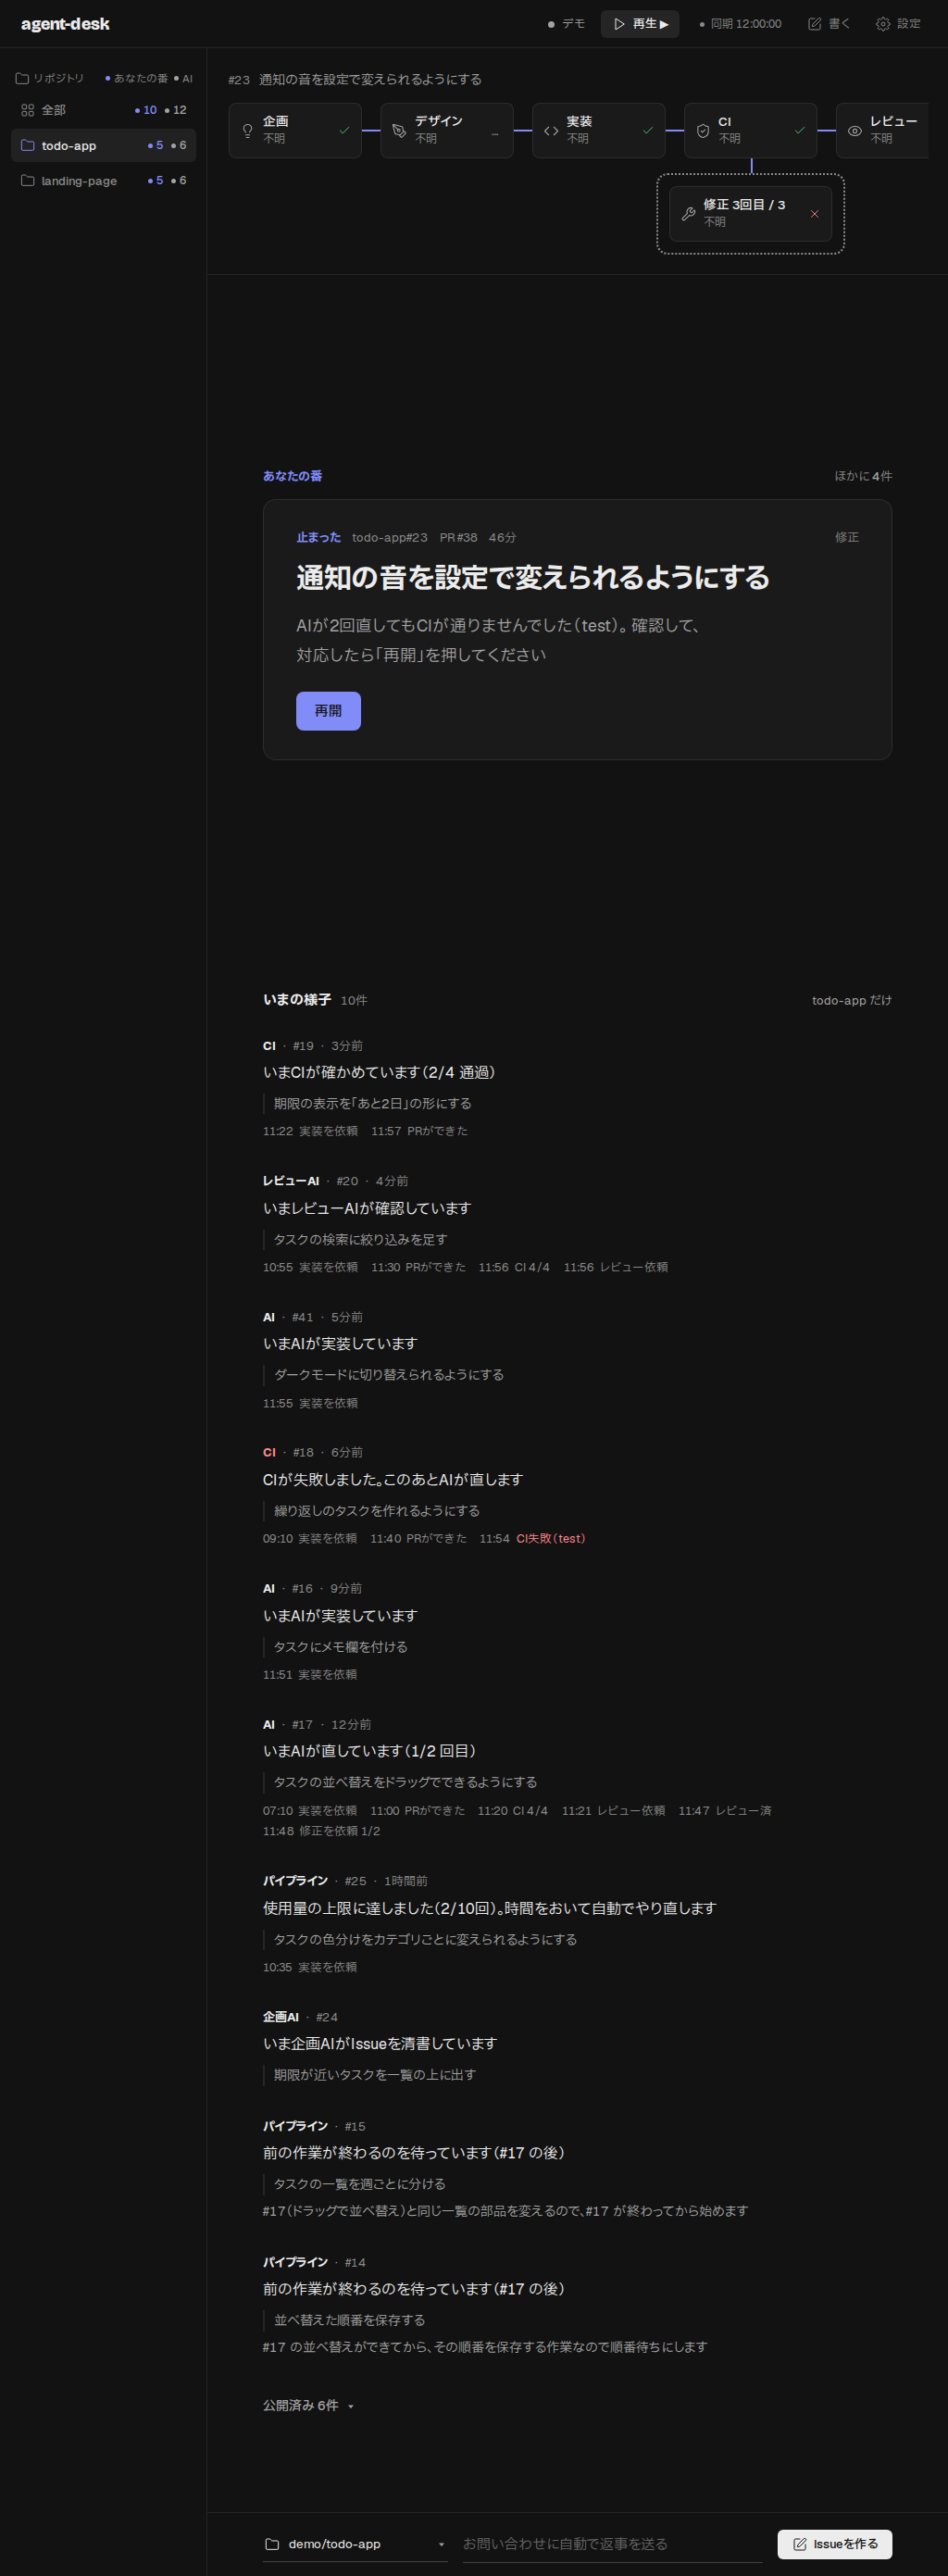 agent-desk
デモ
再生 ▶
同期 12:00:00
書く
設定
リポジトリ
あなたの番
AI
全部
10
12
todo-app
5
6
landing-page
5
6
#23 通知の音を設定で変えられるようにする
企画
不明
デザイン
不明
実装
不明
CI
不明
レビュー
不明
修正 3回目 / 3
不明
あなたの番
ほかに 4件
止まった todo-app#23 PR#38 46分
修正
通知の音を設定で変えられるようにする
AIが2回直してもCIが通りませんでした（test）。確認して、
対応したら「再開」を押してください
再開
いまの様子 10件
todo-app だけ
CI · #19 · 3分前
いまCIが確かめています（2/4 通過）
期限の表示を「あと2日」の形にする
11:22 実装を依頼 11:57 PRができた
レビューAI · #20 · 4分前
いまレビューAIが確認しています
タスクの検索に絞り込みを足す
10:55 実装を依頼 11:30 PRができた 11:56 CI 4/4 11:56 レビュー依頼
AI · #41 · 5分前
いまAIが実装しています
ダークモードに切り替えられるようにする
11:55 実装を依頼
CI · #18 · 6分前
CIが失敗しました。このあとAIが直します
繰り返しのタスクを作れるようにする
09:10 実装を依頼 11:40 PRができた 11:54 CI失敗（test）
AI · #16 · 9分前
いまAIが実装しています
タスクにメモ欄を付ける
11:51 実装を依頼
AI · #17 · 12分前
いまAIが直しています（1/2 回目）
タスクの並べ替えをドラッグでできるようにする
07:10 実装を依頼 11:00 PRができた 11:20 CI 4/4 11:21 レビュー依頼 11:47 レビュー済
11:48 修正を依頼 1/2
パイプライン · #25 · 1時間前
使用量の上限に達しました（2/10回）。時間をおいて自動でやり直します
タスクの色分けをカテゴリごとに変えられるようにする
10:35 実装を依頼
企画AI · #24
いま企画AIがIssueを清書しています
期限が近いタスクを一覧の上に出す
パイプライン · #15
前の作業が終わるのを待っています（#17 の後）
タスクの一覧を週ごとに分ける
#17（ドラッグで並べ替え）と同じ一覧の部品を変えるので、#17 が終わってから始めます
パイプライン · #14
前の作業が終わるのを待っています（#17 の後）
並べ替えた順番を保存する
#17 の並べ替えができてから、その順番を保存する作業なので順番待ちにします
公開済み 6件
demo/todo-app
お問い合わせに自動で返事を送る
Issueを作る